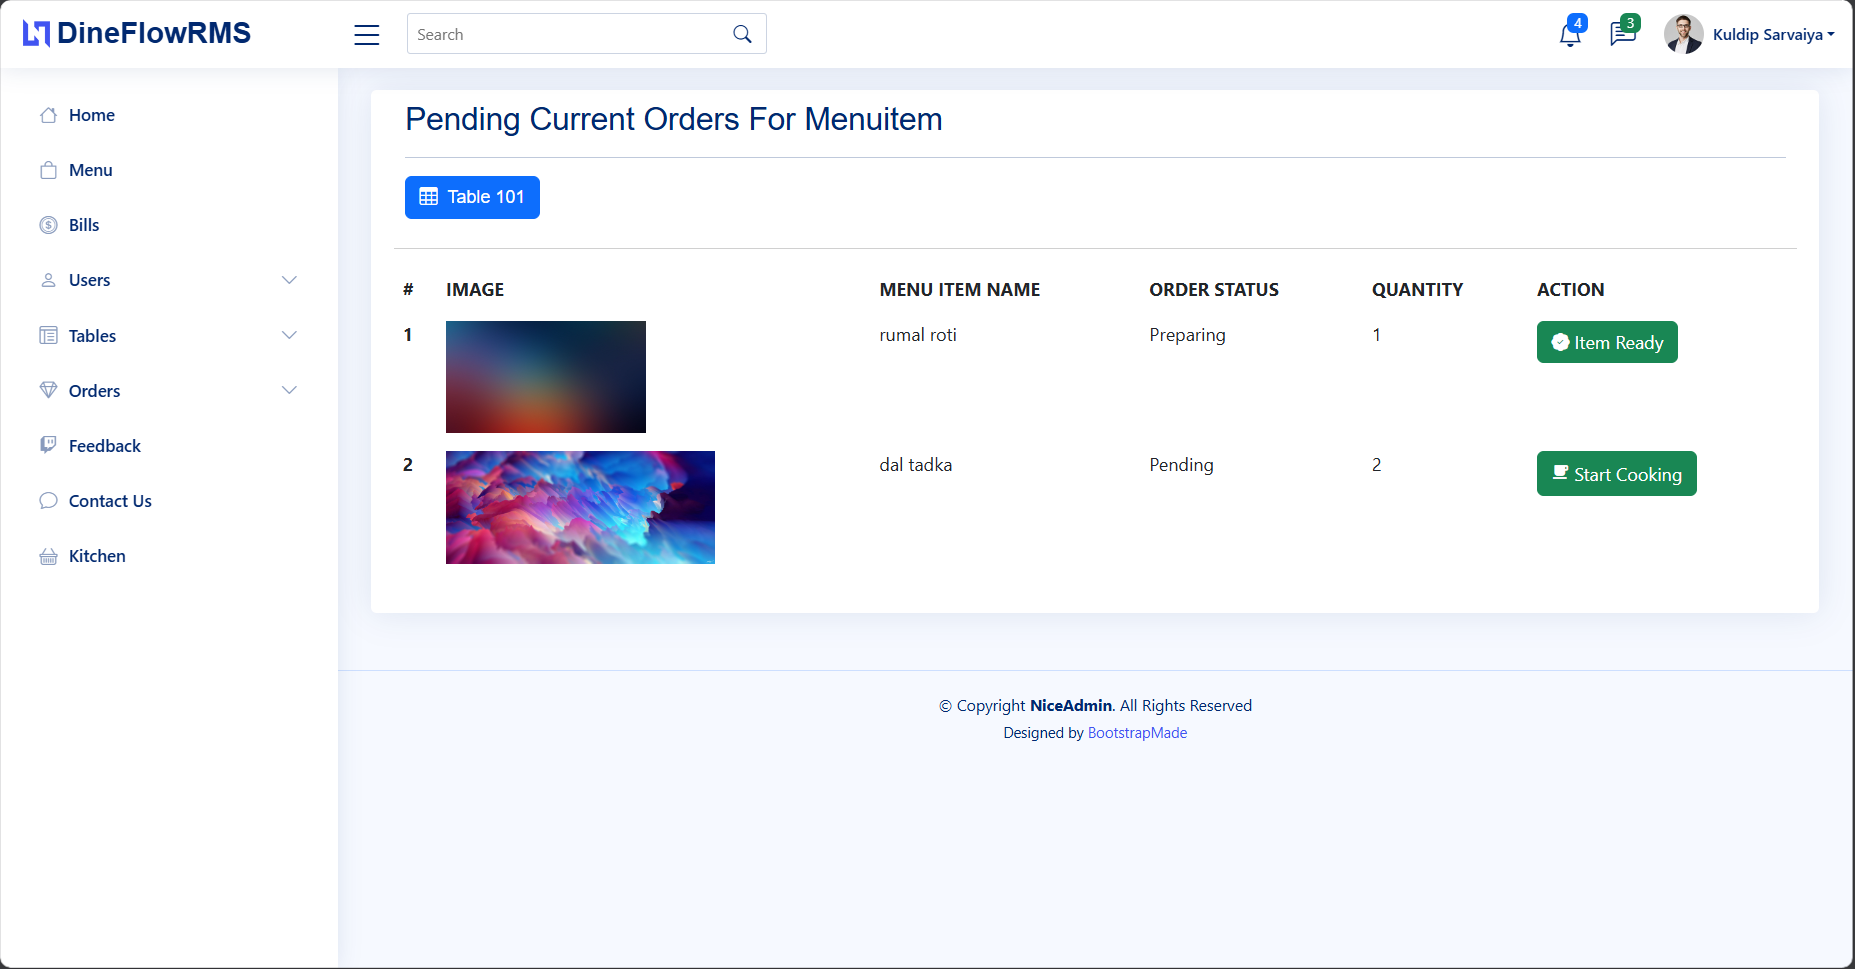 DineFlowRMS
Search
4
3
Kuldip Sarvaiya
Home
Menu
Bills
Users
Tables
Orders
Feedback
Contact Us
Kitchen
Pending Current Orders For Menuitem
Table 101
# IMAGE MENU ITEM NAME ORDER STATUS QUANTITY ACTION
1 rumal roti Preparing 1 Item Ready
2 dal tadka Pending 2 Start Cooking
© Copyright NiceAdmin. All Rights Reserved
Designed by BootstrapMade